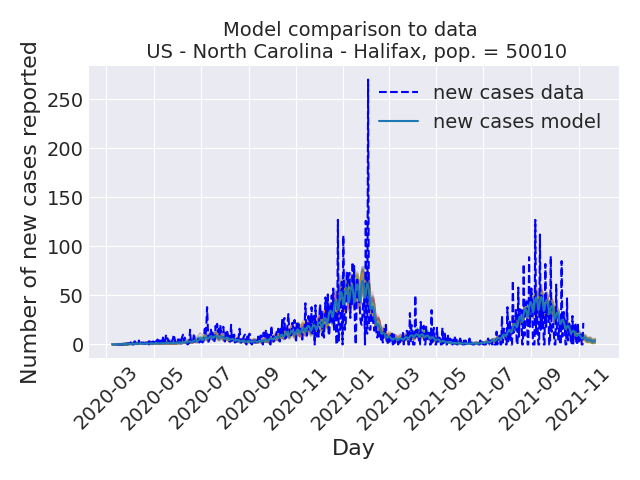 Model comparison to data
US - North Carolina - Halifax, pop. = 50010
Number of new cases reported
250
200
150
100
50
0
new cases data
new cases model
2020-03
2020-05
2020-07
2020-09
2020-11
2021-01
2021-03
2021-05
2021-07
2021-09
2021-11
Day